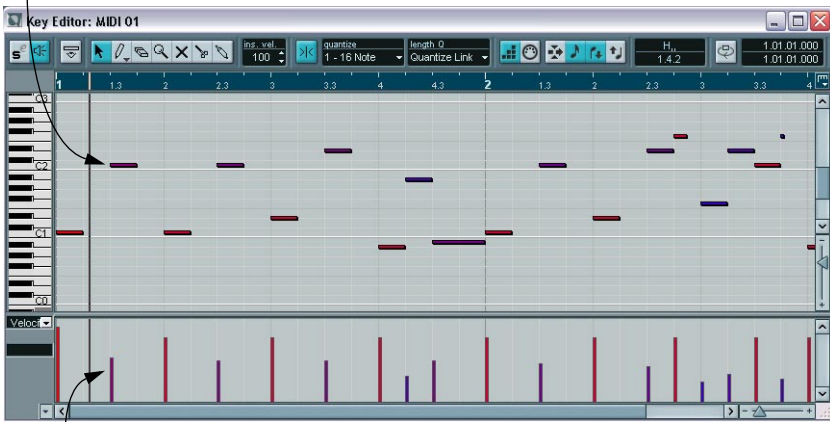 Key Editor: MIDI 01
ins. vel.
100
quantize
1 - 16 Note
length Q
Quantize Link
H,,
1.4.2
1.01.01.000
1.01.01.000
1 1.3 2 2.3 3 3.3 4 4.3 2 1.3 2 2.3 3 3.3 4
C3
C2
C1
C0
Velocit